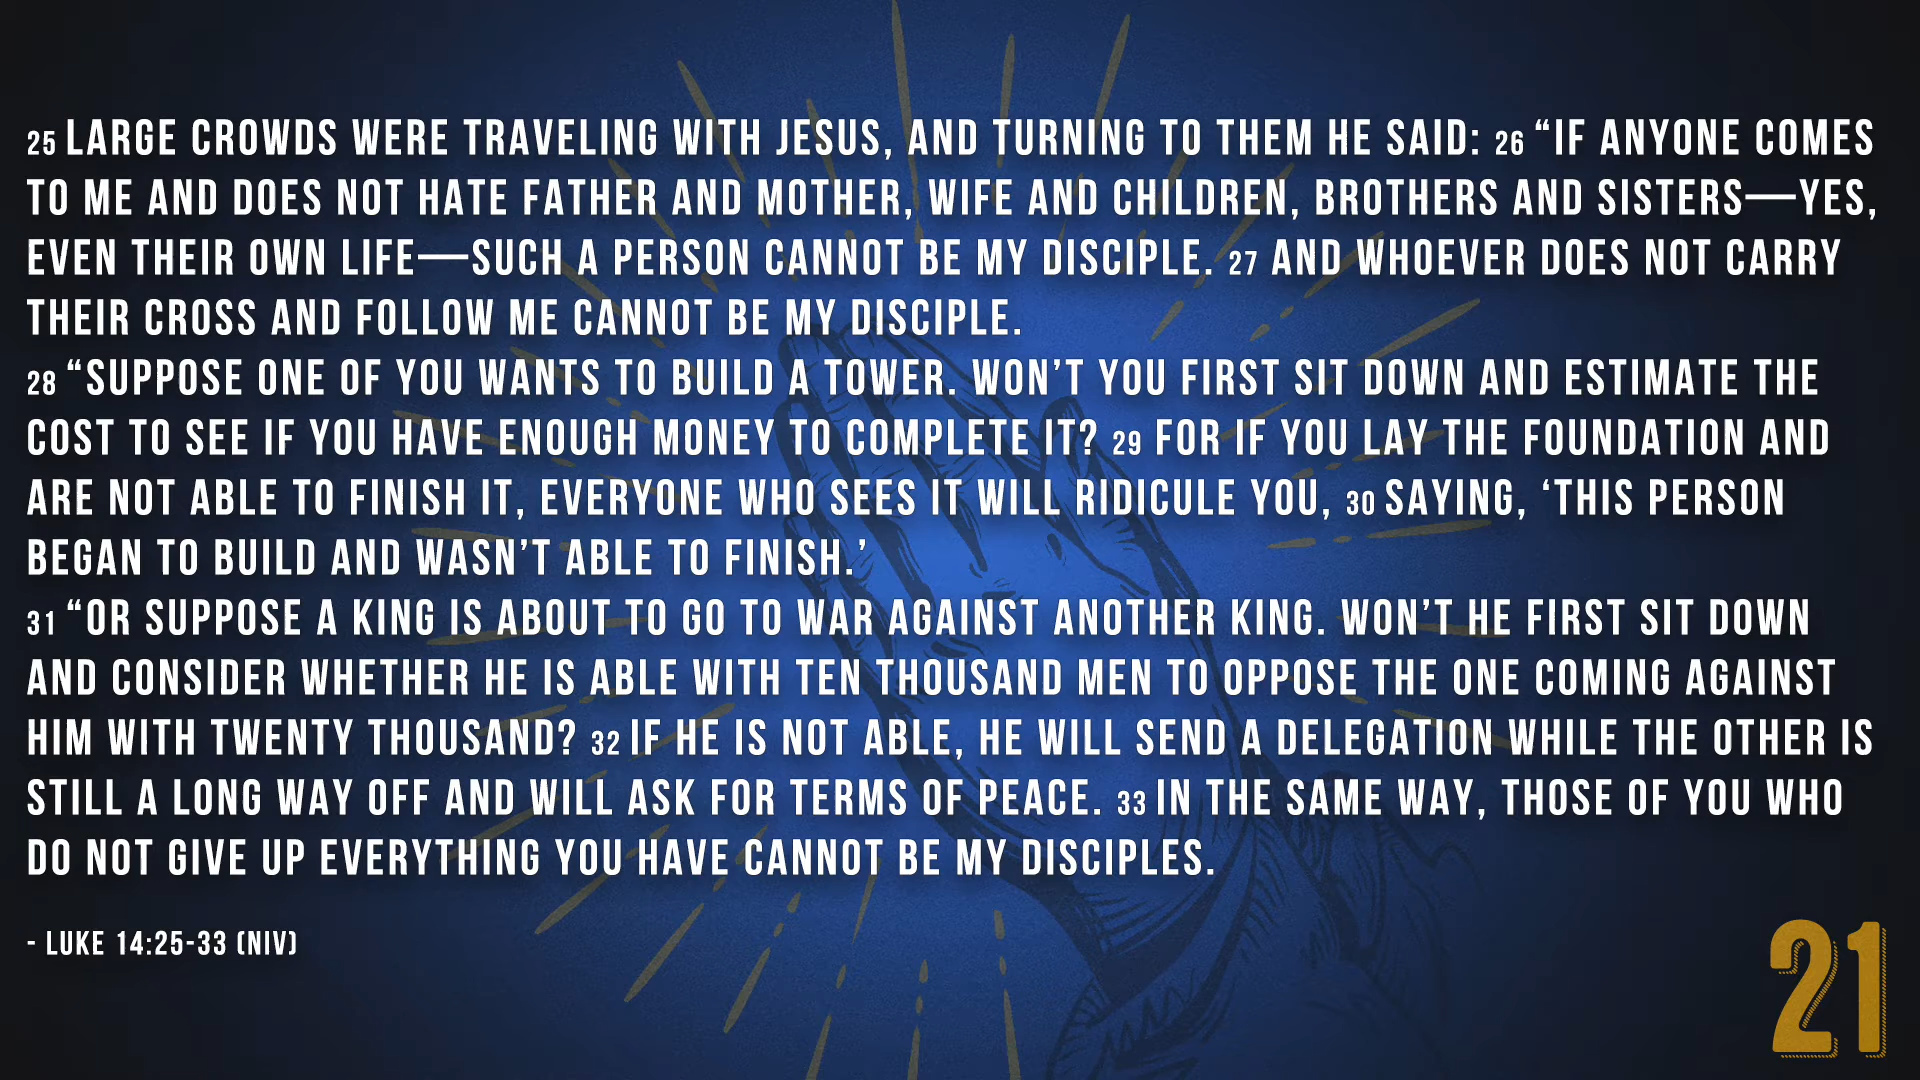 25 LARGE CROWDS WERE TRAVELING WITH JESUS, AND TURNING TO THEM HE SAID: 26 “IF ANYONE COMES
TO ME AND DOES NOT HATE FATHER AND MOTHER, WIFE AND CHILDREN, BROTHERS AND SISTERS—YES,
EVEN THEIR OWN LIFE—SUCH A PERSON CANNOT BE MY DISCIPLE. 27 AND WHOEVER DOES NOT CARRY
THEIR CROSS AND FOLLOW ME CANNOT BE MY DISCIPLE.
28 “SUPPOSE ONE OF YOU WANTS TO BUILD A TOWER. WON’T YOU FIRST SIT DOWN AND ESTIMATE THE
COST TO SEE IF YOU HAVE ENOUGH MONEY TO COMPLETE IT? 29 FOR IF YOU LAY THE FOUNDATION AND
ARE NOT ABLE TO FINISH IT, EVERYONE WHO SEES IT WILL RIDICULE YOU, 30 SAYING, ‘THIS PERSON
BEGAN TO BUILD AND WASN’T ABLE TO FINISH.’
31 “OR SUPPOSE A KING IS ABOUT TO GO TO WAR AGAINST ANOTHER KING. WON’T HE FIRST SIT DOWN
AND CONSIDER WHETHER HE IS ABLE WITH TEN THOUSAND MEN TO OPPOSE THE ONE COMING AGAINST
HIM WITH TWENTY THOUSAND? 32 IF HE IS NOT ABLE, HE WILL SEND A DELEGATION WHILE THE OTHER IS
STILL A LONG WAY OFF AND WILL ASK FOR TERMS OF PEACE. 33 IN THE SAME WAY, THOSE OF YOU WHO
DO NOT GIVE UP EVERYTHING YOU HAVE CANNOT BE MY DISCIPLES.
- LUKE 14:25-33 (NIV)
21